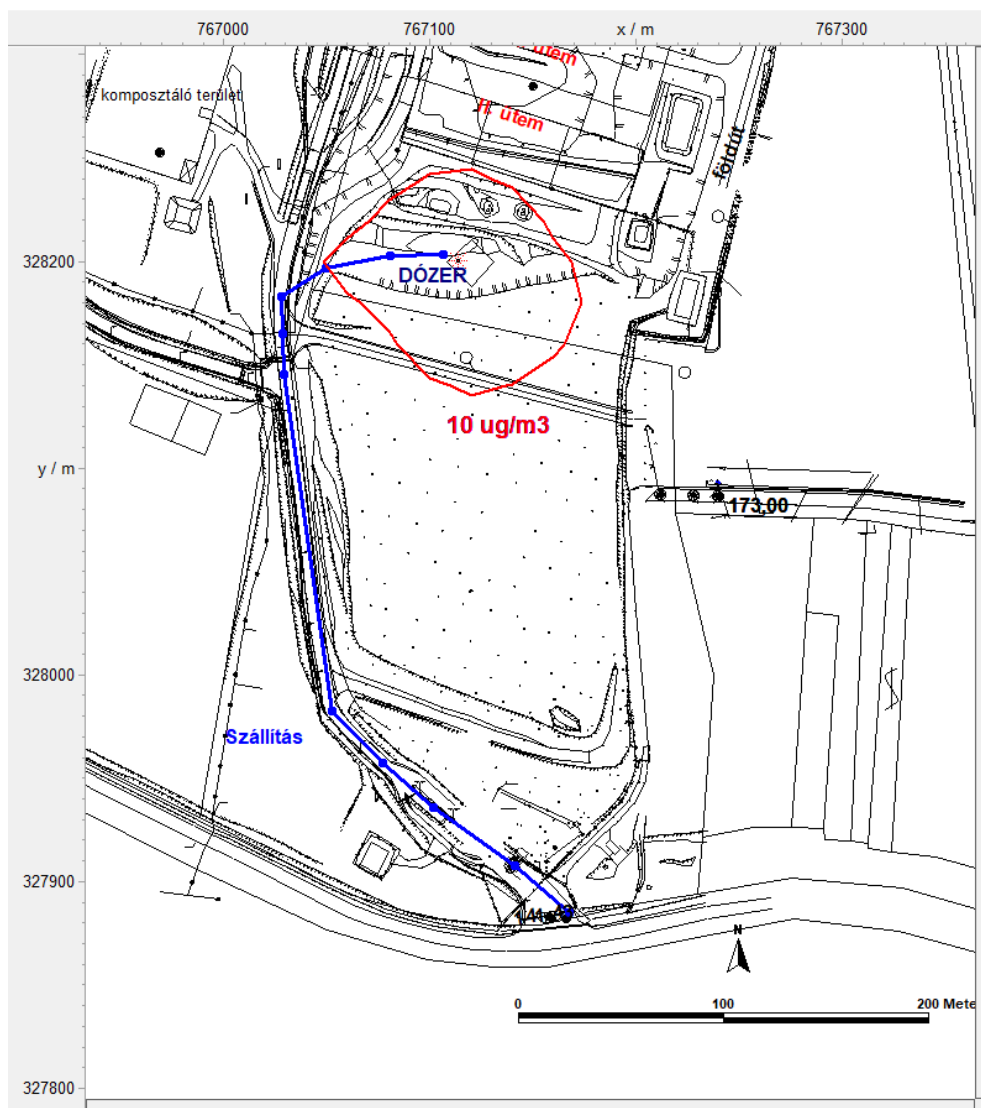 767000
767100
x / m
767300
ütem
komposztáló terület
II. ütem
földút
328200
DÓZER
10 ug/m3
y / m
173,00
328000
Szállítás
327900
N
0
100
200 Mete
327800